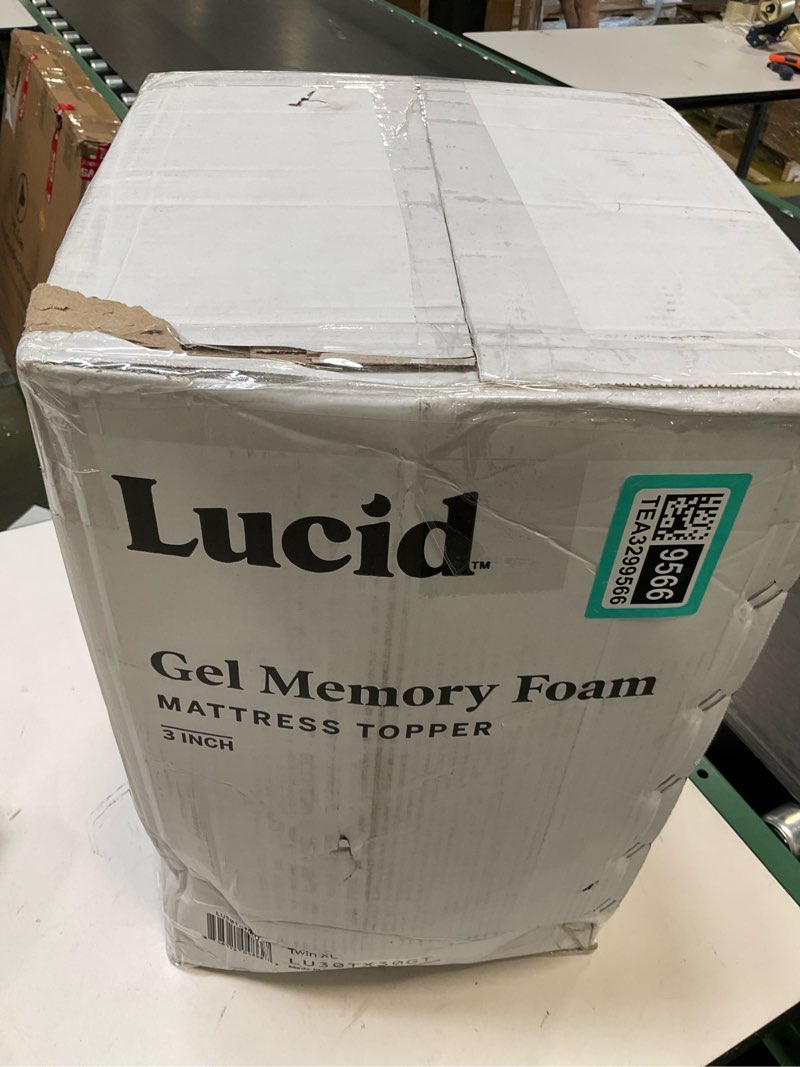 Lucid™
Gel Memory Foam
MATTRESS TOPPER
3 INCH
9566
TEA3299566
Twin XL